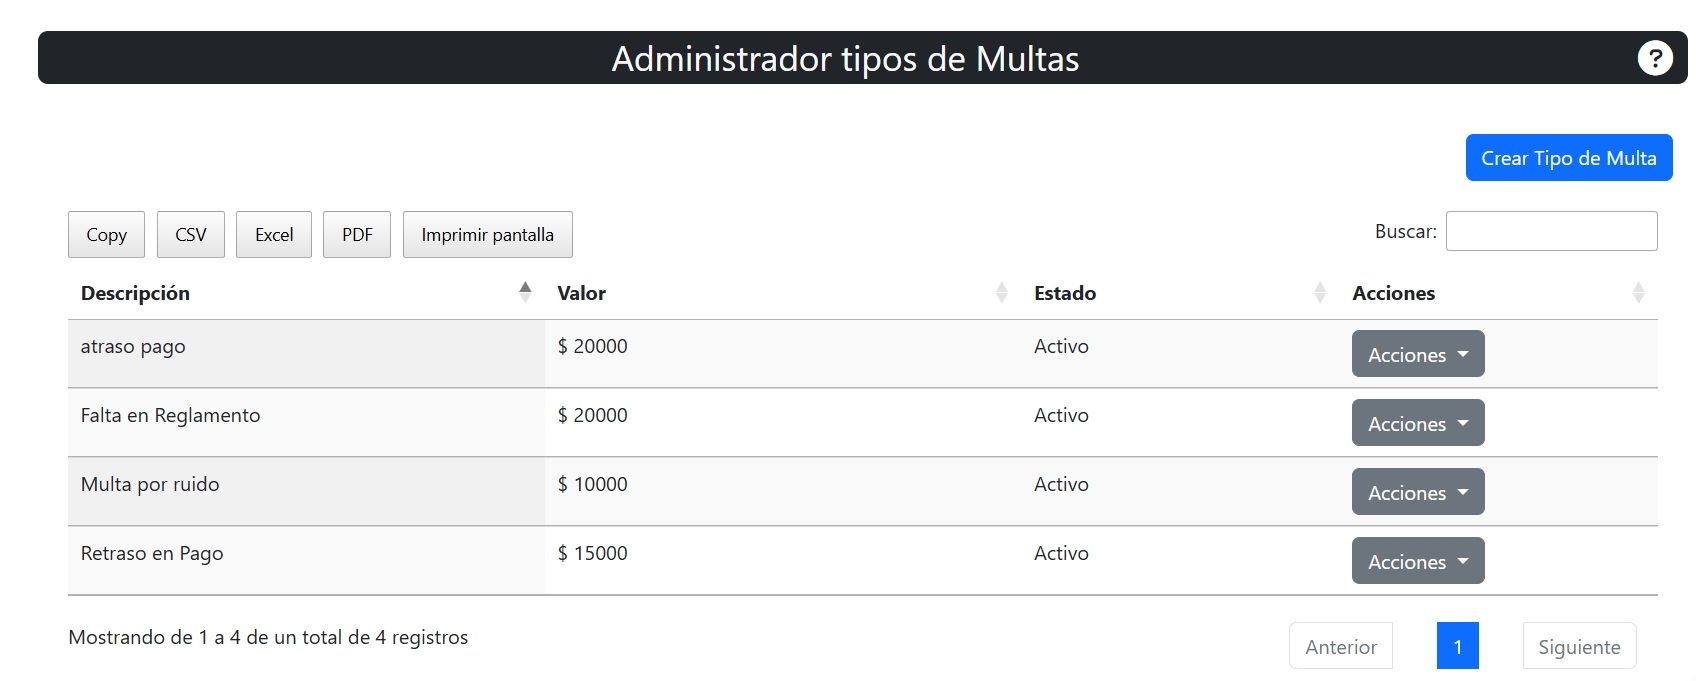 Administrador tipos de Multas ?
Crear Tipo de Multa
Copy CSV Excel PDF Imprimir pantalla Buscar:
Descripción Valor Estado Acciones
atraso pago $ 20000 Activo Acciones
Falta en Reglamento $ 20000 Activo Acciones
Multa por ruido $ 10000 Activo Acciones
Retraso en Pago $ 15000 Activo Acciones
Mostrando de 1 a 4 de un total de 4 registros Anterior 1 Siguiente